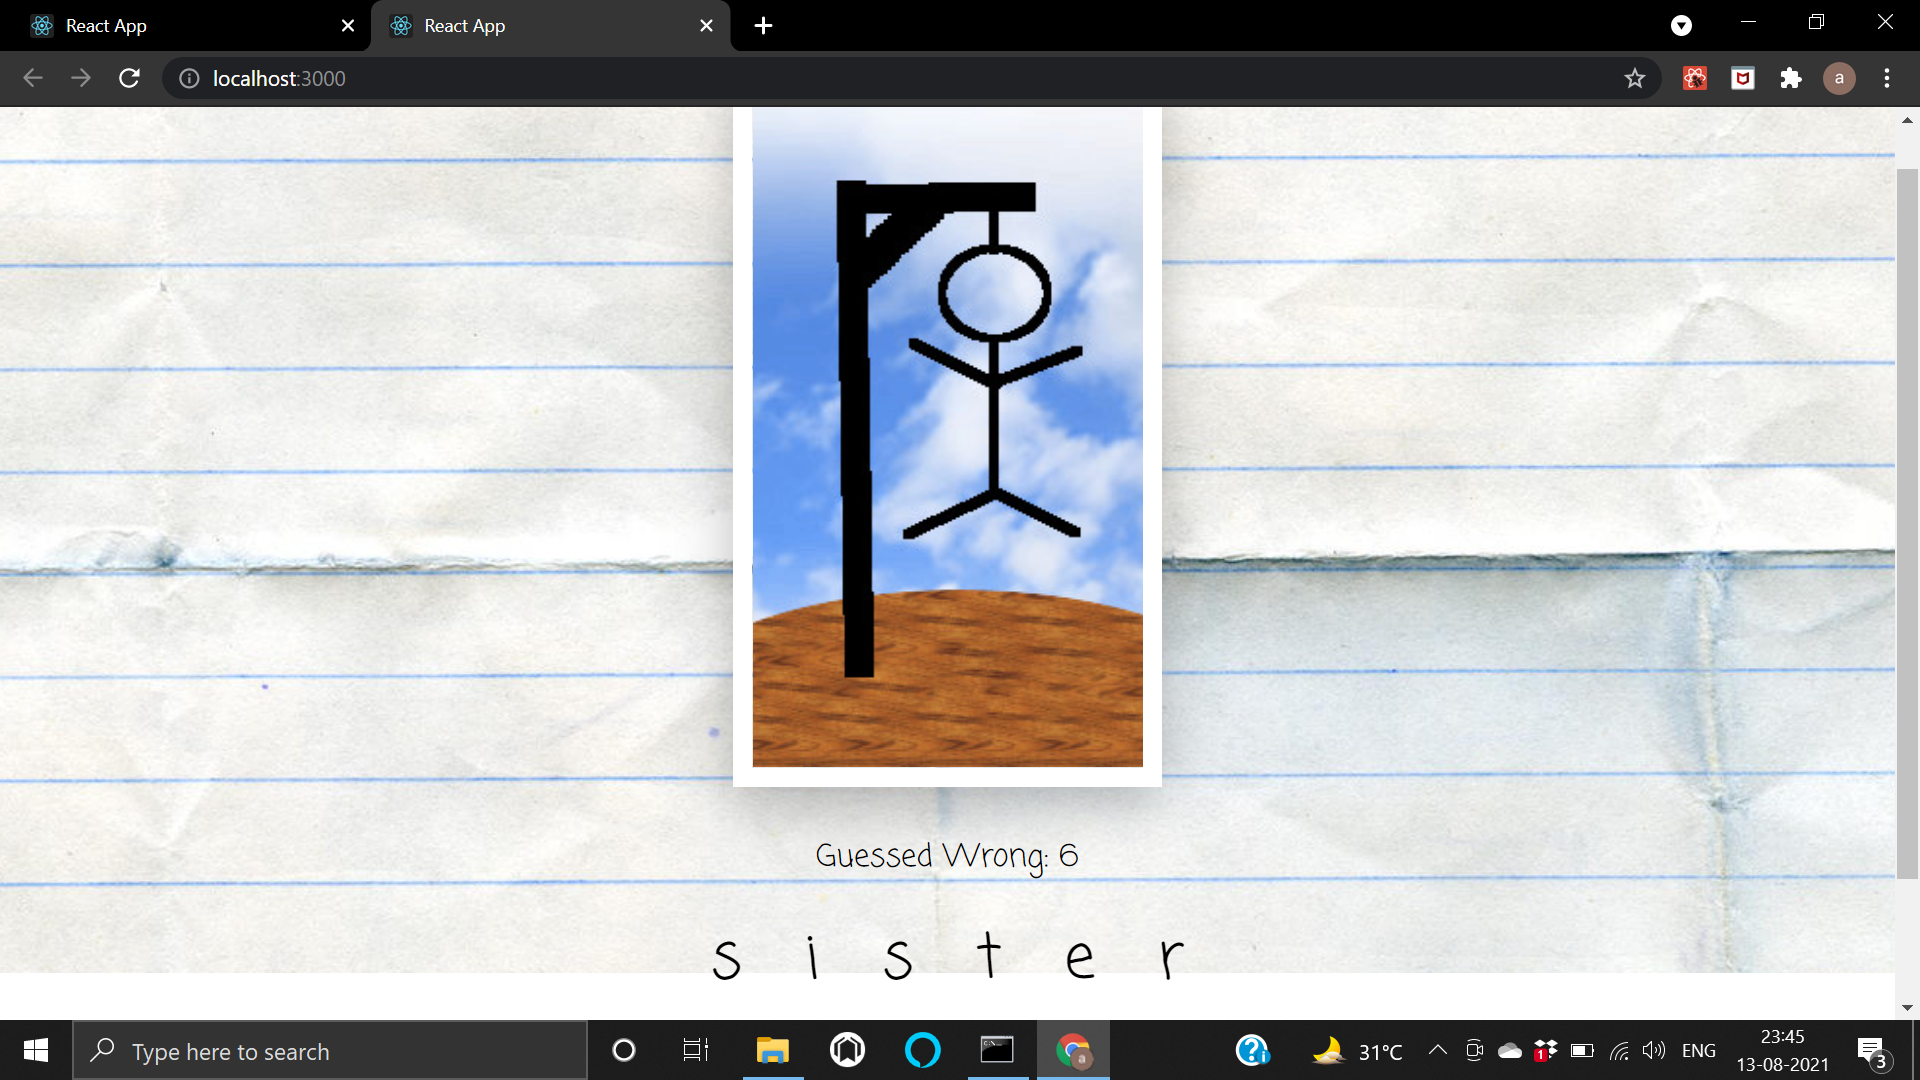 React App
React App
localhost:3000
a
Guessed Wrong: 6
s i s t e r
Type here to search
31°C
1
ENG
23:45
13-08-2021
3